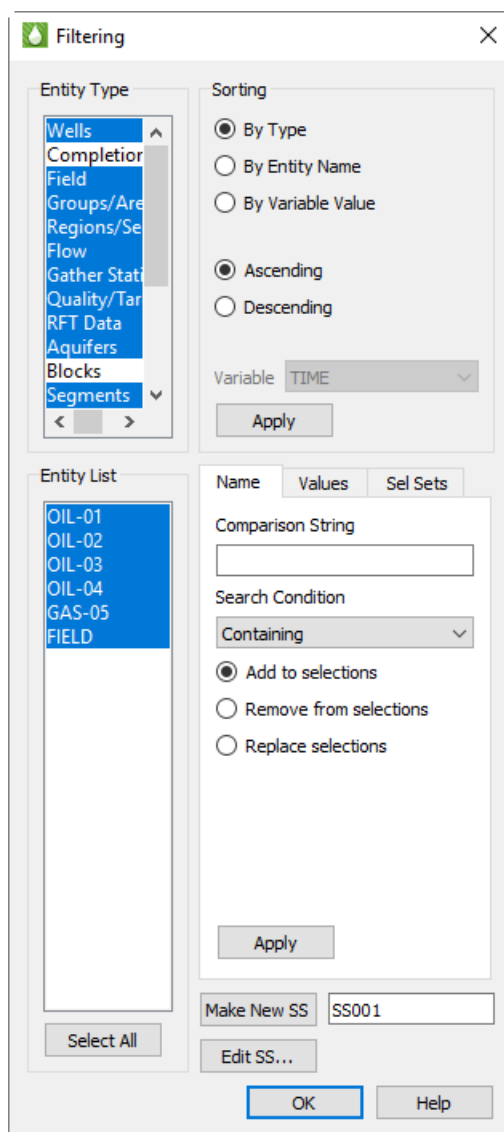 Filtering
Entity Type
Wells
Completion
Field
Groups/Are
Regions/Se
Flow
Gather Stati
Quality/Tar
RFT Data
Aquifers
Blocks
Segments
Sorting
By Type
By Entity Name
By Variable Value
Ascending
Descending
Variable TIME
Apply
Entity List
OIL-01
OIL-02
OIL-03
OIL-04
GAS-05
FIELD
Select All
Name Values Sel Sets
Comparison String
Search Condition
Containing
Add to selections
Remove from selections
Replace selections
Apply
Make New SS SS001
Edit SS...
OK Help